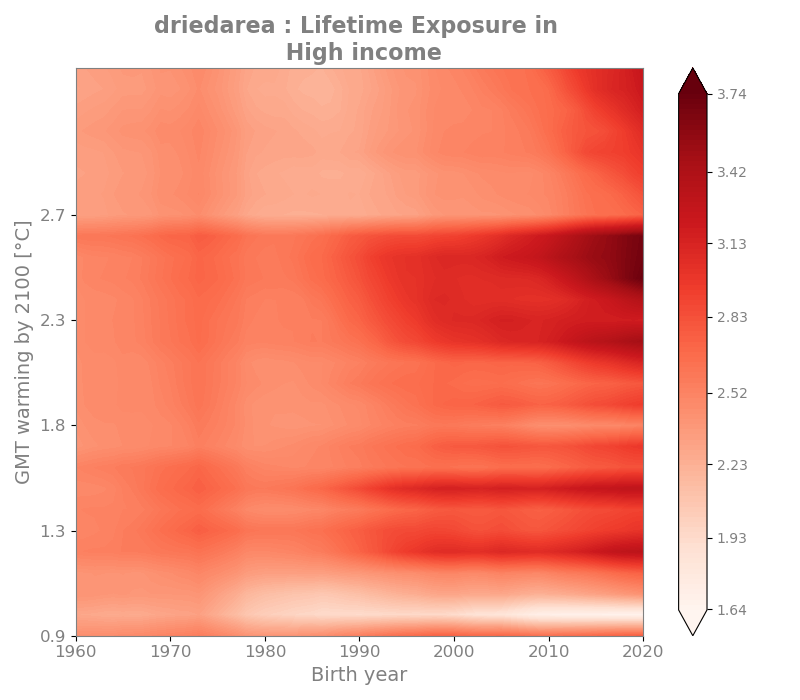 driedarea : Lifetime Exposure in
High income
GMT warming by 2100 [°C]
2.7
2.3
1.8
1.3
0.9
1960 1970 1980 1990 2000 2010 2020
Birth year
3.74
3.42
3.13
2.83
2.52
2.23
1.93
1.64